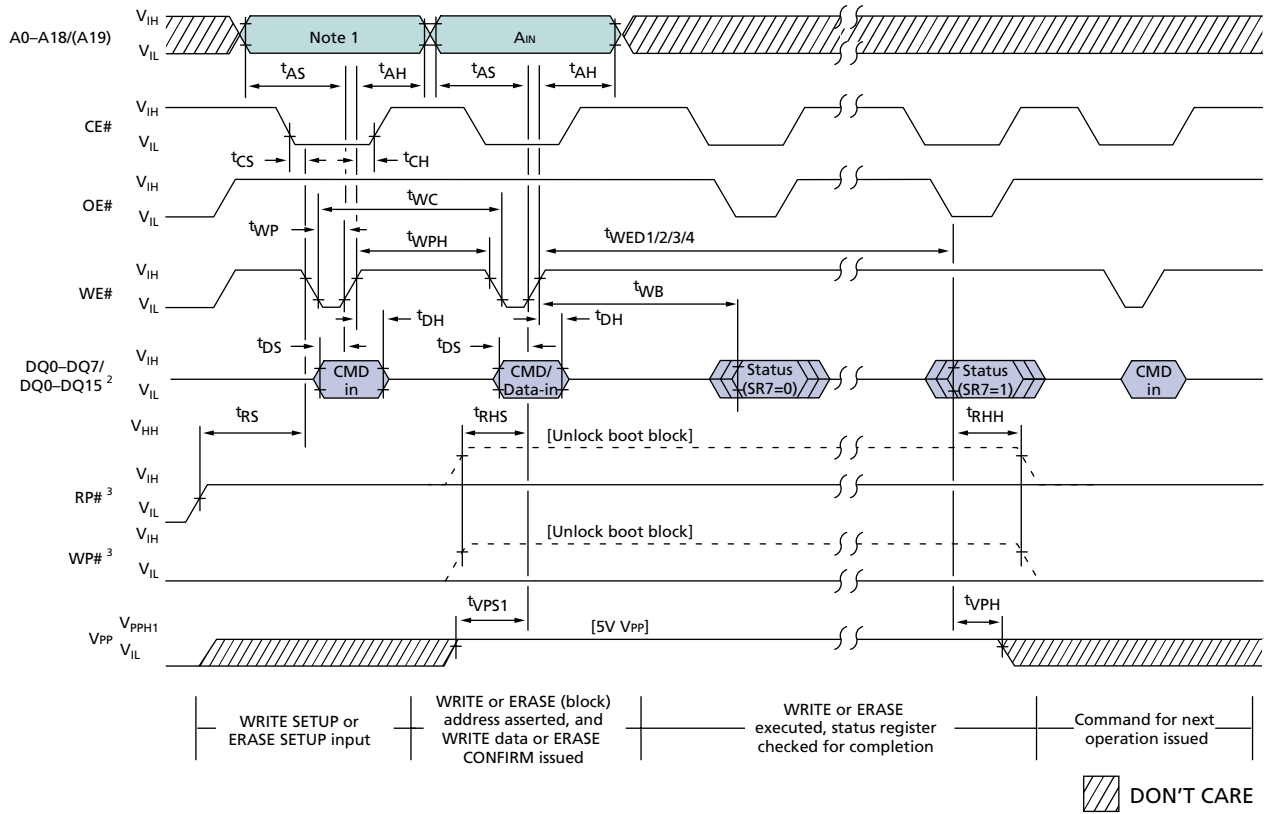 VIH
A0–A18/(A19)
VIL
Note 1
AIN
tAS
tAH
tAS
tAH
VIH
CE#
VIL
tCS
tCH
VIH
OE#
VIL
tWC
tWP
tWPH
tWED1/2/3/4
VIH
WE#
VIL
tWB
tDH
tDH
tDS
tDS
VIH
DQ0–DQ7/
DQ0–DQ15 2
VIL
CMD
in
CMD/
Data-in
Status
(SR7=0)
Status
(SR7=1)
CMD
in
tRS
tRHS
tRHH
VHH
[Unlock boot block]
VIH
RP# 3
VIL
VIH
[Unlock boot block]
WP# 3
VIL
tVPS1
tVPH
VPPH1
[5V VPP]
VPP
VIL
WRITE SETUP or
ERASE SETUP input
WRITE or ERASE (block)
address asserted, and
WRITE data or ERASE
CONFIRM issued
WRITE or ERASE
executed, status register
checked for completion
Command for next
operation issued
DON'T CARE